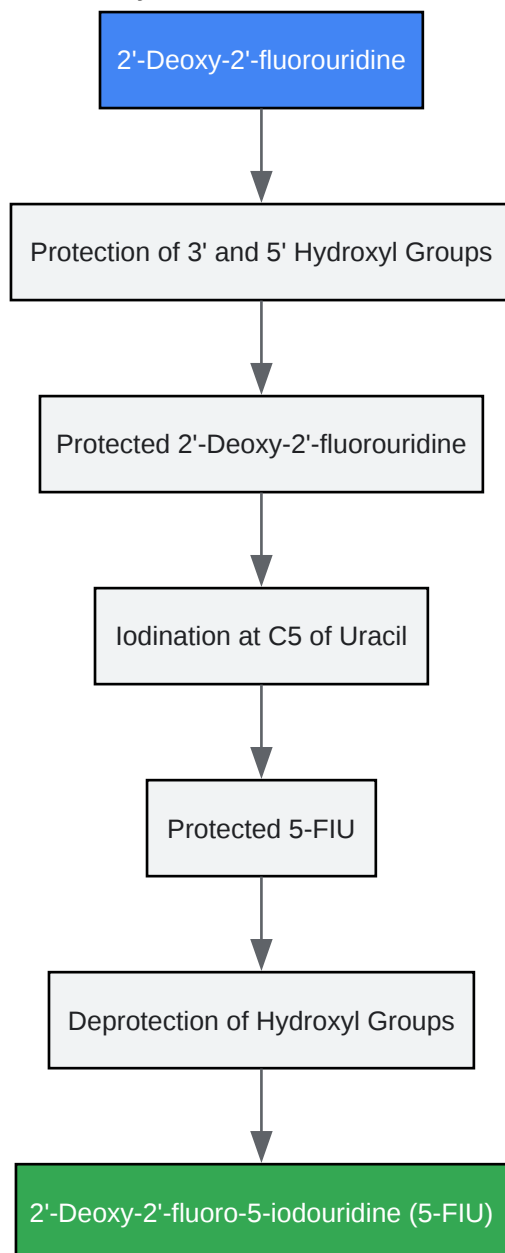 2'-Deoxy-2'-fluorouridine
Protection of 3' and 5' Hydroxyl Groups
Protected 2'-Deoxy-2'-fluorouridine
Iodination at C5 of Uracil
Protected 5-FIU
Deprotection of Hydroxyl Groups
2'-Deoxy-2'-fluoro-5-iodouridine (5-FIU)